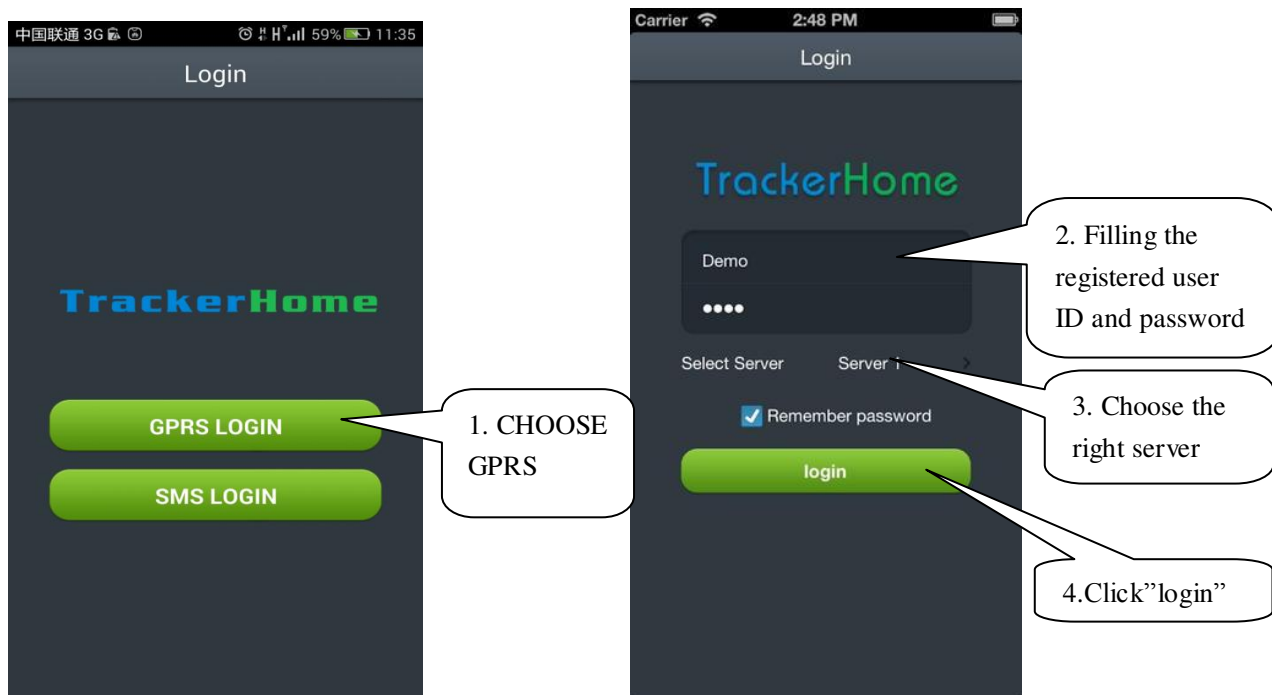 中国联通 3G
59% 11:35
Login
TrackerHome
GPRS LOGIN
SMS LOGIN
1. CHOOSE
GPRS
Carrier 2:48 PM
Login
TrackerHome
Demo
••••
Select Server Server 1
Remember password
login
2. Filling the
registered user
ID and password
3. Choose the
right server
4.Click”login”